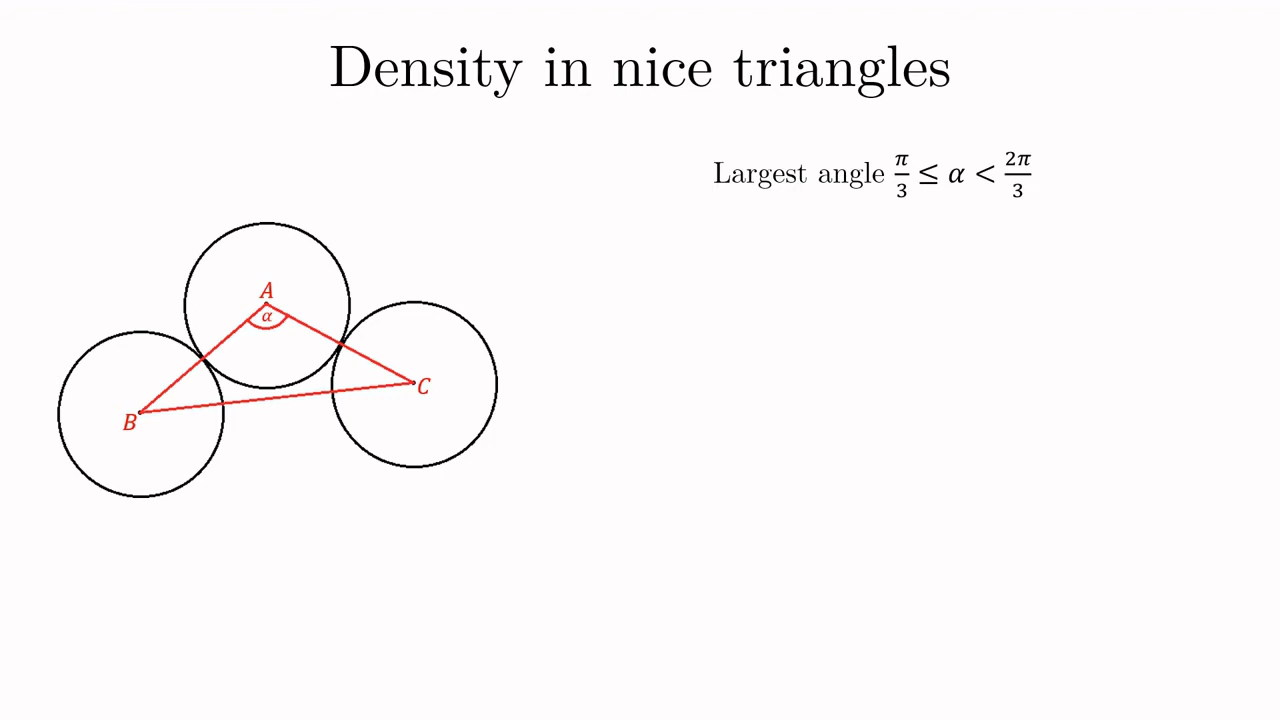 Density in nice triangles
Largest angle π/3 ≤ α < 2π/3
A
α
B
C